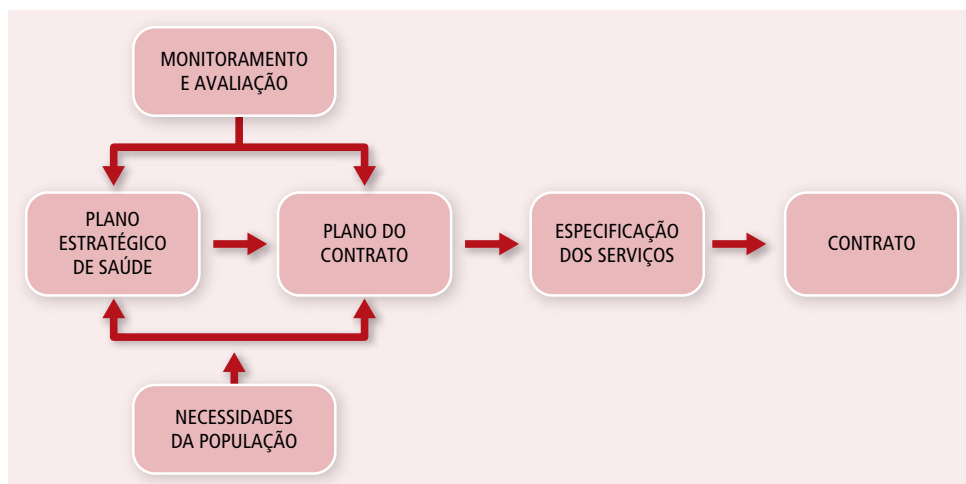 MONITORAMENTO
E AVALIAÇÃO
PLANO
ESTRATÉGICO
DE SAÚDE
PLANO DO
CONTRATO
ESPECIFICAÇÃO
DOS SERVIÇOS
CONTRATO
NECESSIDADES
DA POPULAÇÃO